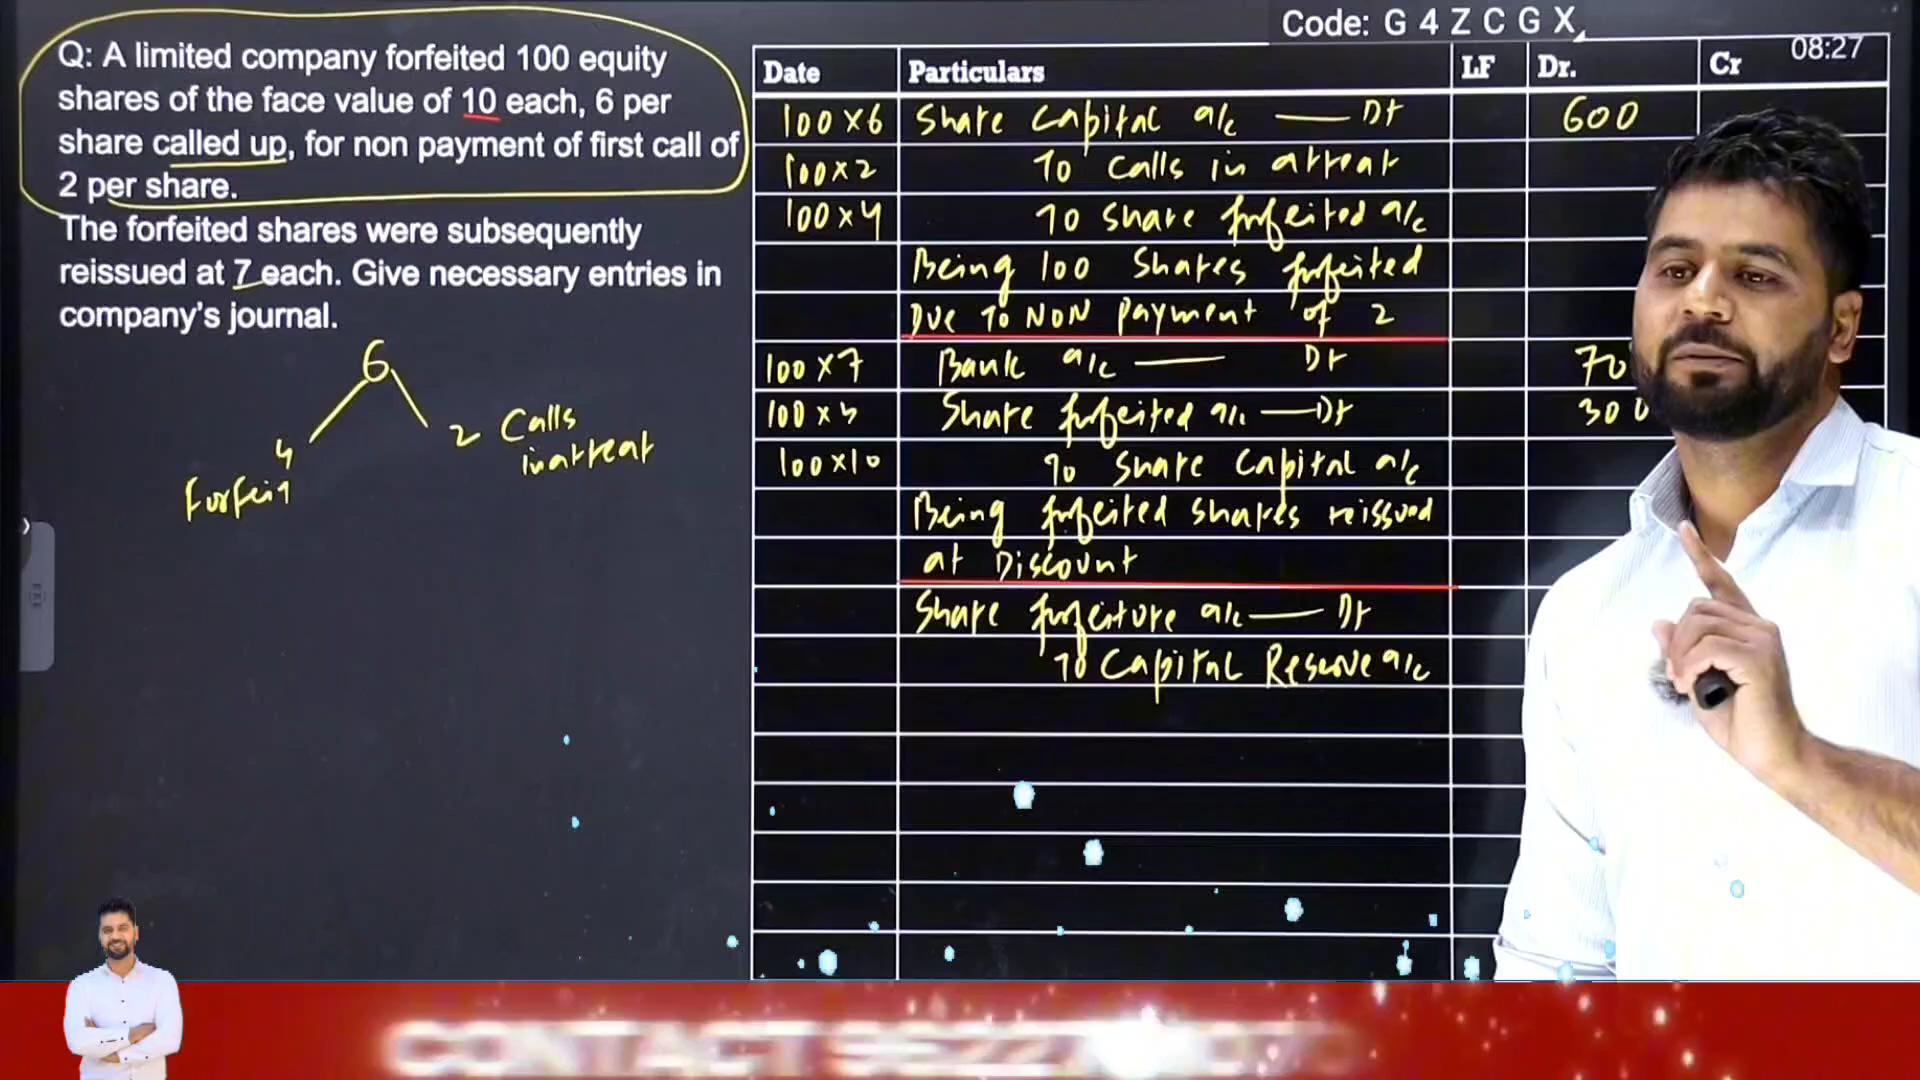 Code: G 4 Z C G X
08:27
Q: A limited company forfeited 100 equity
shares of the face value of 10 each, 6 per
share called up, for non payment of first call of
2 per share.
The forfeited shares were subsequently
reissued at 7 each. Give necessary entries in
company's journal.
6
4
Forfeit
2 Calls
in arrear
Date Particulars LF Dr. Cr
100 x 6 Share Capital a/c —— Dr 600
100 x 2 To Calls in arrear
100 x 4 To Share forfeited a/c
Being 100 Shares forfeited
Due To Non payment of 2
100 x 7 Bank a/c —— Dr
100 x 3 Share forfeited a/c —— Dr 300
100 x 10 To Share Capital a/c
Being forfeited shares reissued
at Discount
Share forfeiture a/c —— Dr
To Capital Reserve a/c
CONTACT